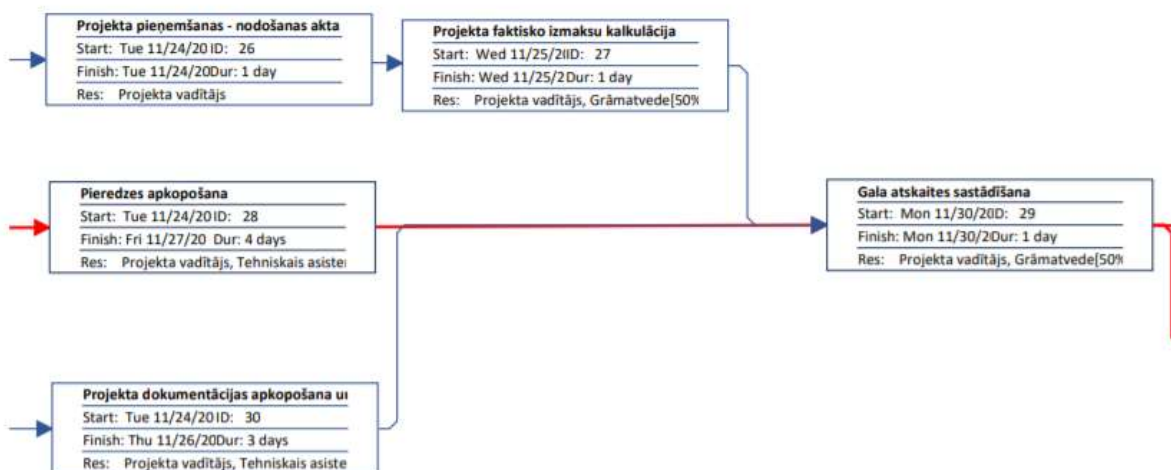 Projekta pieņemšanas - nodošanas akta
Start: Tue 11/24/20 ID: 26
Finish: Tue 11/24/20 Dur: 1 day
Res: Projekta vadītājs
Projekta faktisko izmaksu kalkulācija
Start: Wed 11/25/2 ID: 27
Finish: Wed 11/25/2 Dur: 1 day
Res: Projekta vadītājs, Grāmatvede[50%
Pieredzes apkopošana
Start: Tue 11/24/20 ID: 28
Finish: Fri 11/27/20 Dur: 4 days
Res: Projekta vadītājs, Tehniskais asiste
Gala atskaites sastādīšana
Start: Mon 11/30/2 ID: 29
Finish: Mon 11/30/2 Dur: 1 day
Res: Projekta vadītājs, Grāmatvede[50%
Projekta dokumentācijas apkopošana un
Start: Tue 11/24/20 ID: 30
Finish: Thu 11/26/20 Dur: 3 days
Res: Projekta vadītājs, Tehniskais asiste